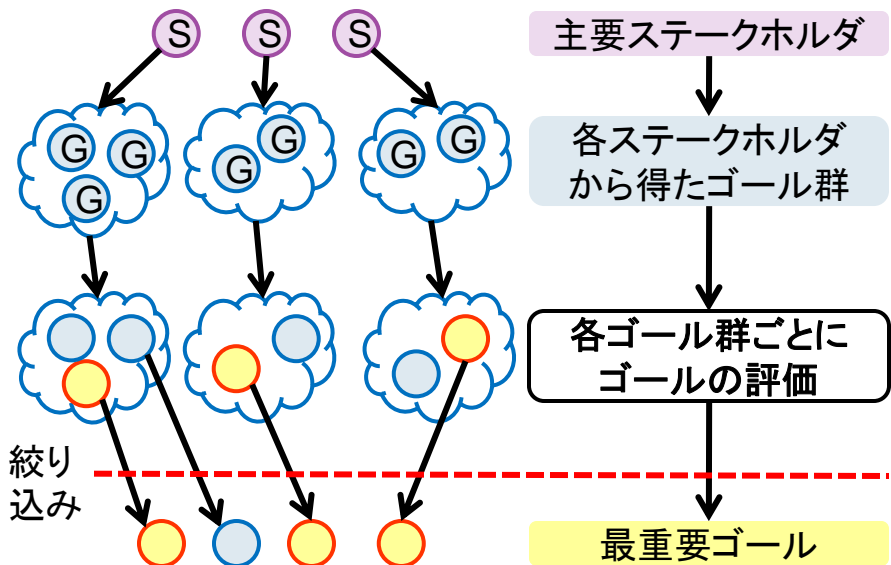 S S S 主要ステークホルダ
G G G G G G G
各ステークホルダ
から得たゴール群
各ゴール群ごとに
ゴールの評価
絞り
込み
最重要ゴール